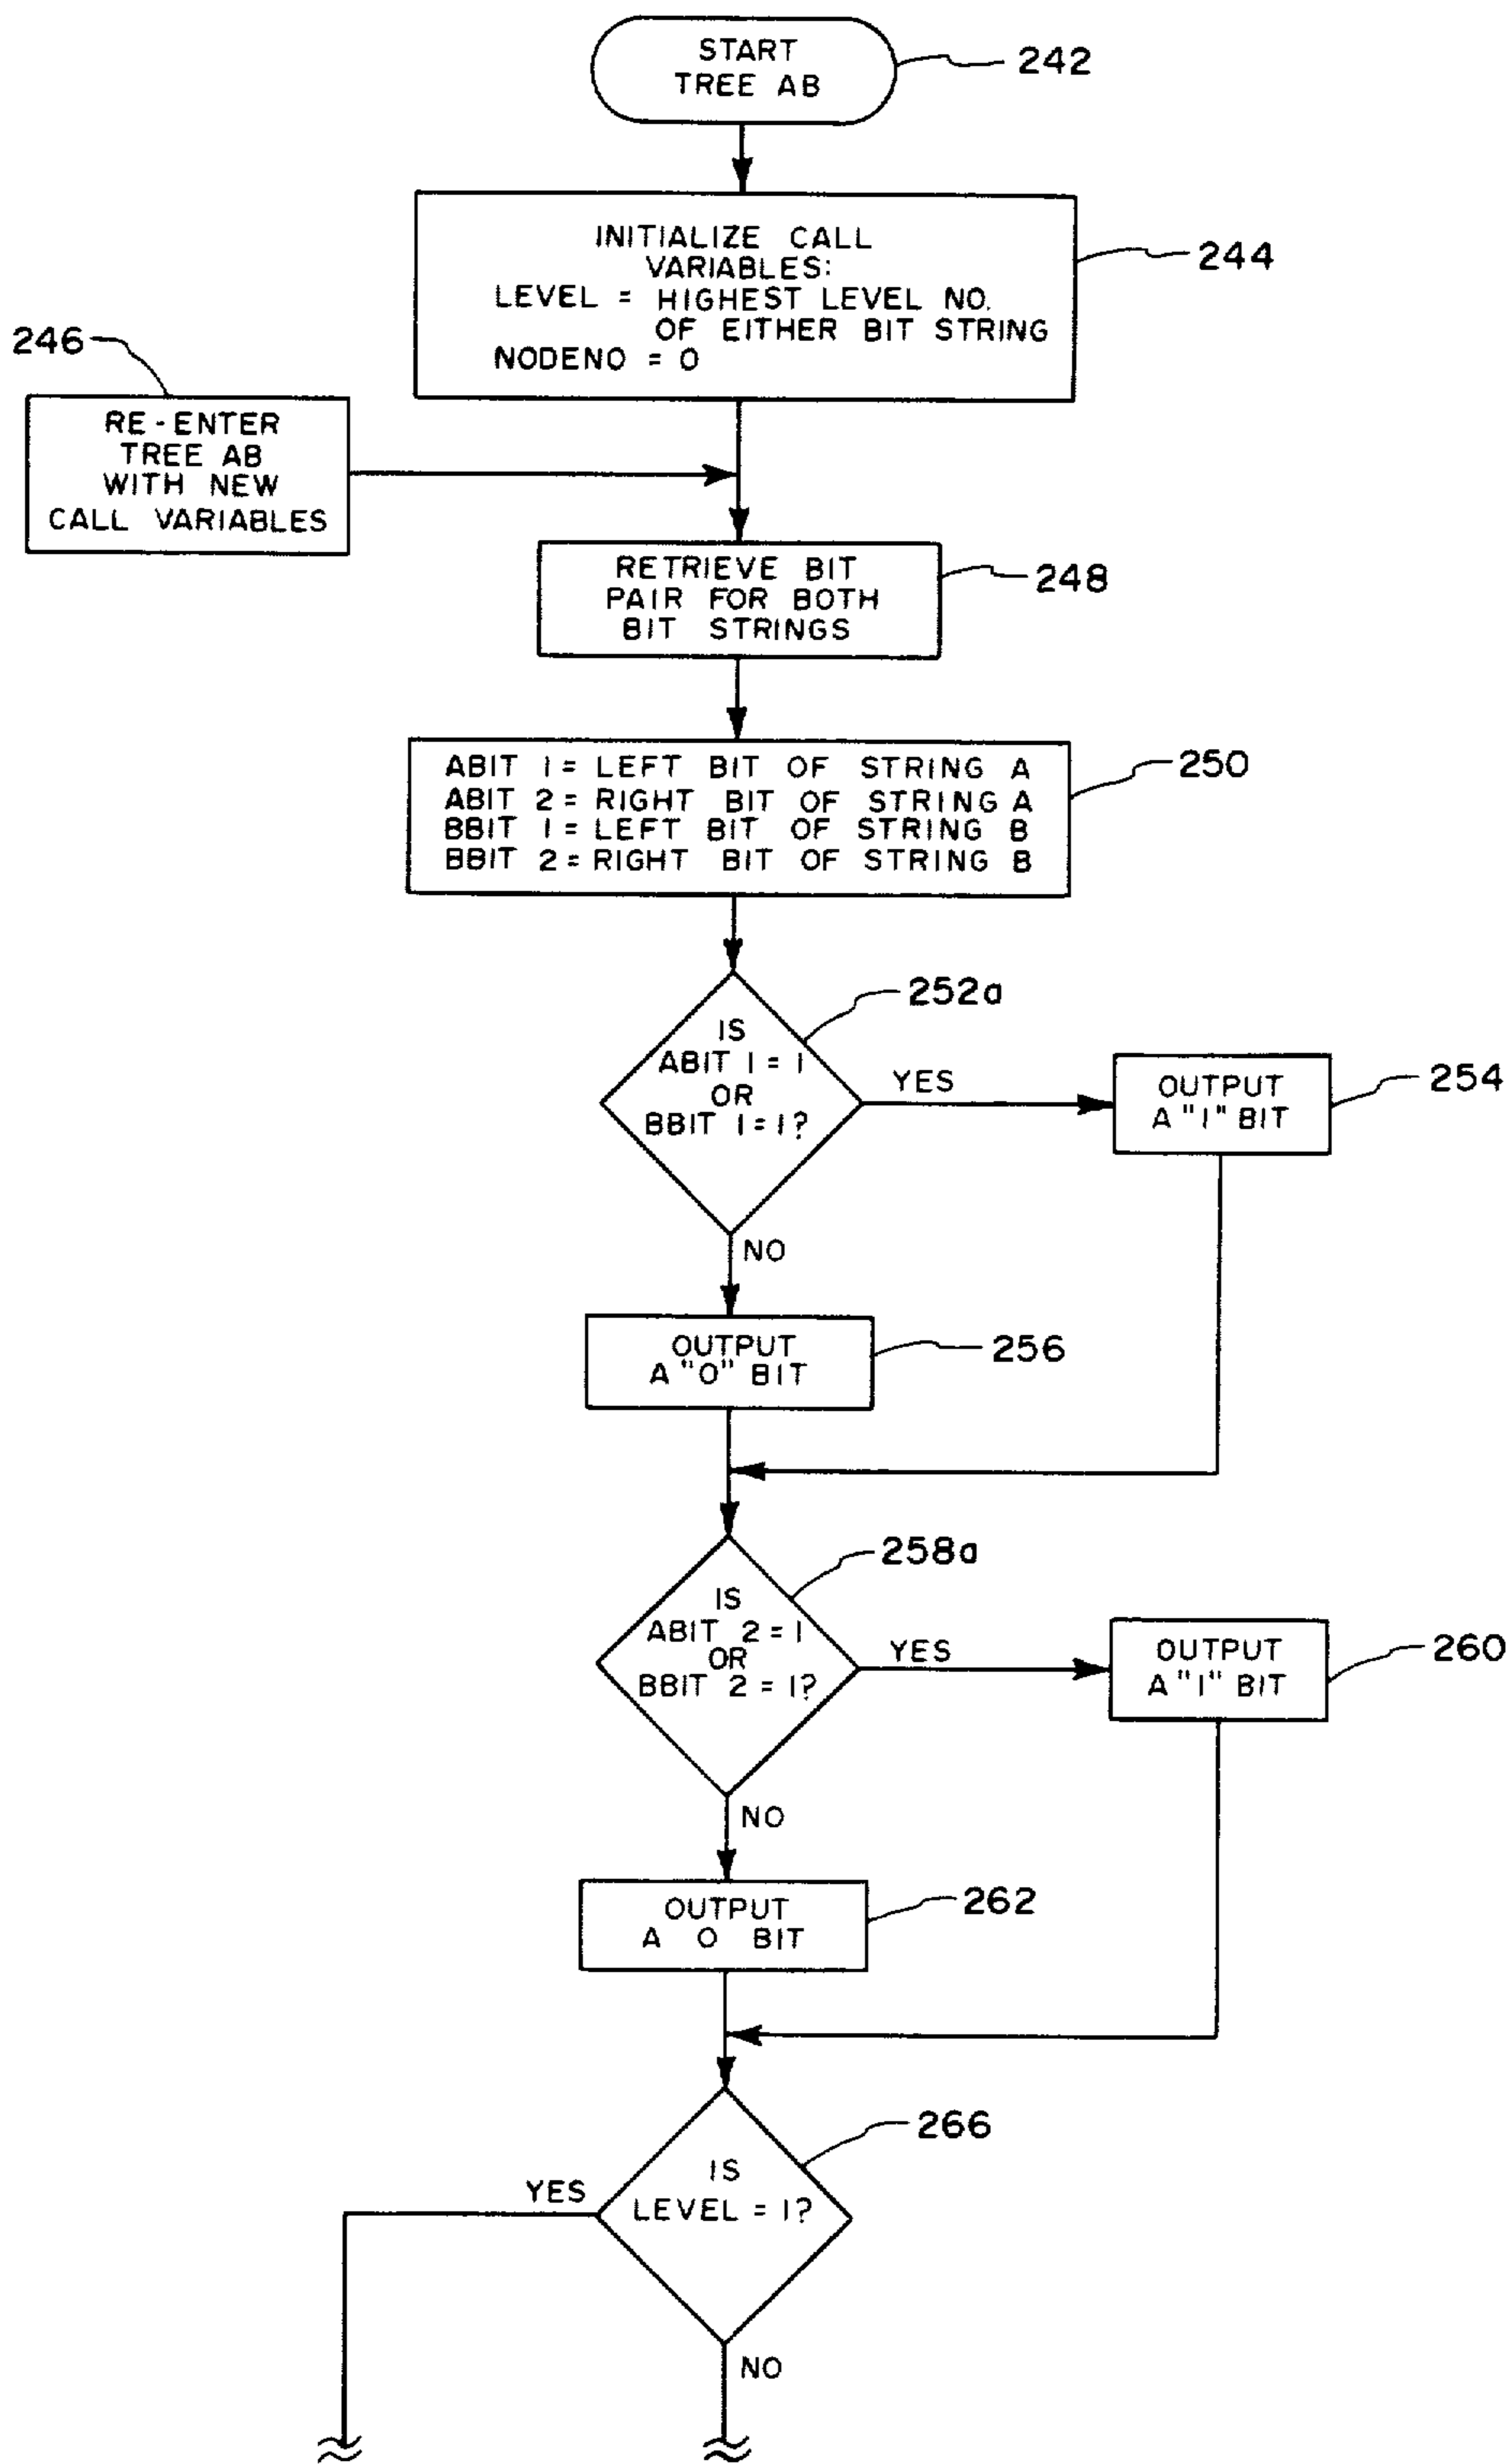 START
TREE AB
242
INITIALIZE CALL
VARIABLES:
LEVEL = HIGHEST LEVEL NO.
OF EITHER BIT STRING
NODENO = 0
244
246
RE-ENTER
TREE AB
WITH NEW
CALL VARIABLES
RETRIEVE BIT
PAIR FOR BOTH
BIT STRINGS
248
ABIT 1 = LEFT BIT OF STRING A
ABIT 2 = RIGHT BIT OF STRING A
BBIT 1 = LEFT BIT OF STRING B
BBIT 2 = RIGHT BIT OF STRING B
250
252a
IS
ABIT 1 = 1
OR
BBIT 1 = 1?
YES
OUTPUT
A "1" BIT
254
NO
OUTPUT
A "0" BIT
256
258a
IS
ABIT 2 = 1
OR
BBIT 2 = 1?
YES
OUTPUT
A "1" BIT
260
NO
OUTPUT
A 0 BIT
262
266
IS
LEVEL = 1?
YES
NO